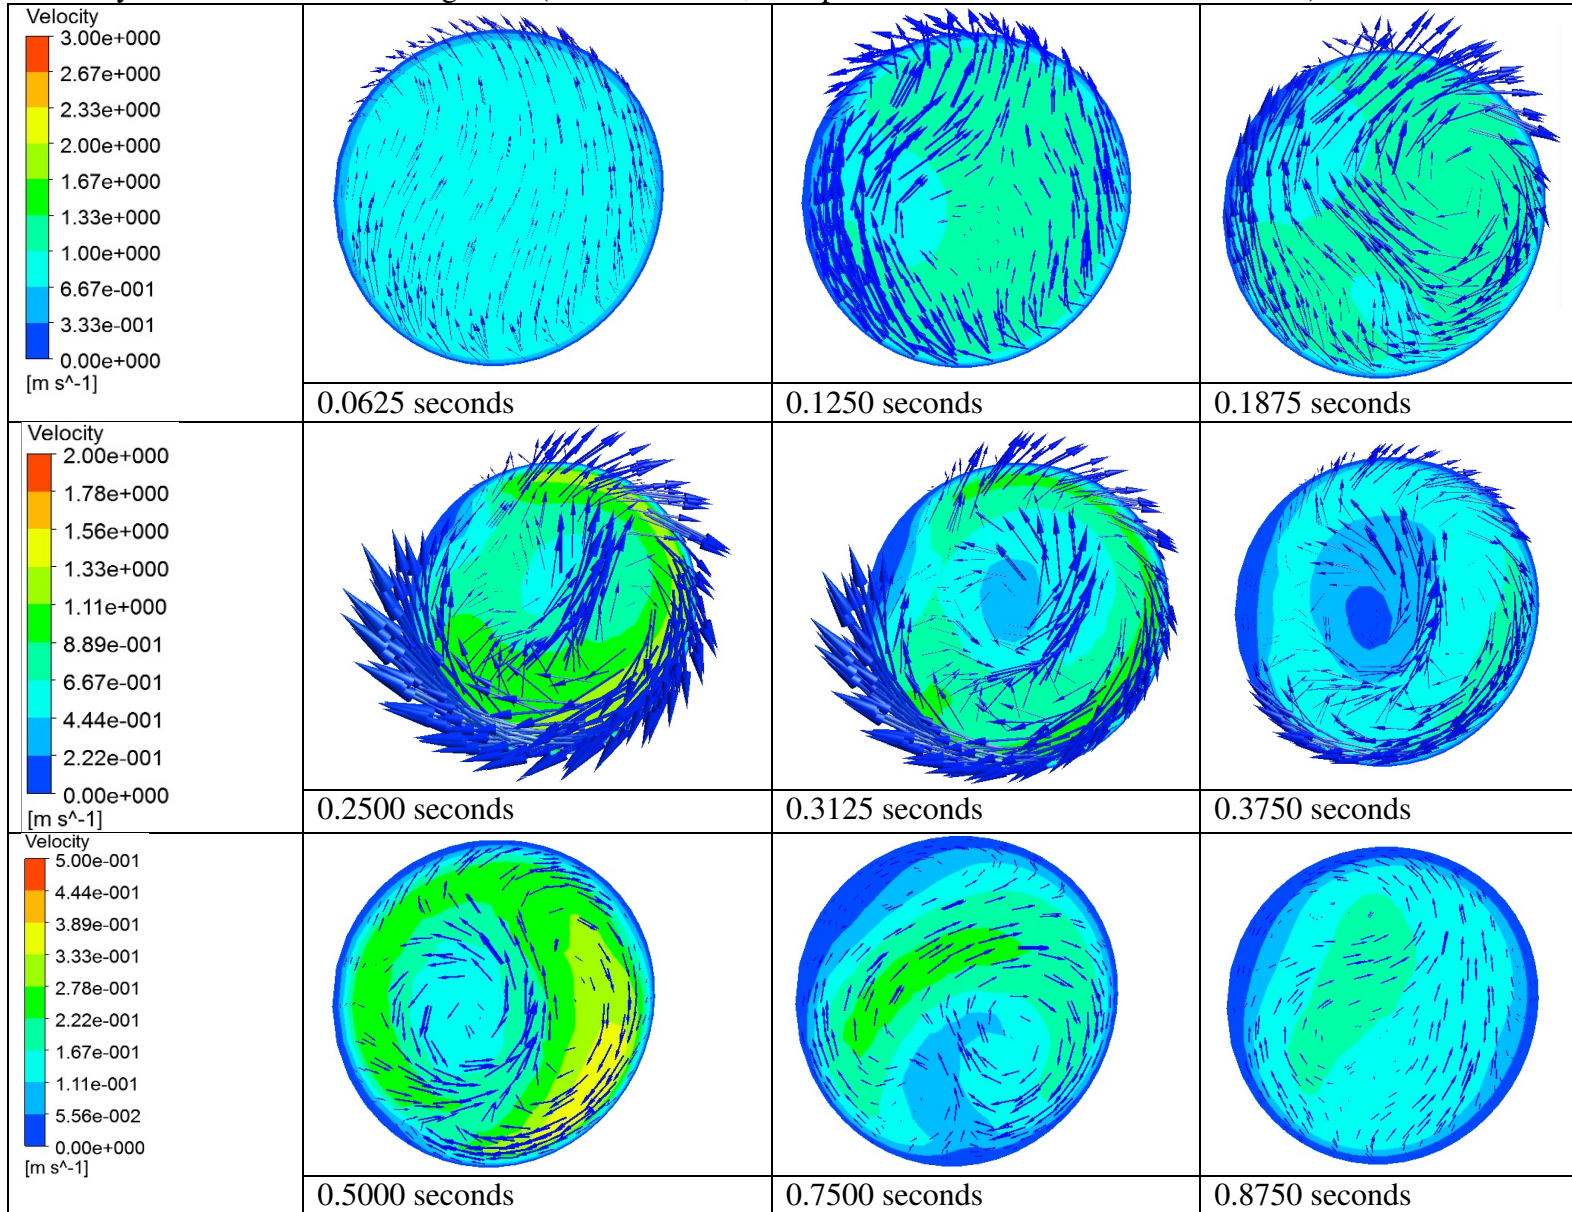 Velocity
3.00e+000
2.67e+000
2.33e+000
2.00e+000
1.67e+000
1.33e+000
1.00e+000
6.67e-001
3.33e-001
0.00e+000
[m s^-1]
0.0625 seconds
0.1250 seconds
0.1875 seconds
Velocity
2.00e+000
1.78e+000
1.56e+000
1.33e+000
1.11e+000
8.89e-001
6.67e-001
4.44e-001
2.22e-001
0.00e+000
[m s^-1]
0.2500 seconds
0.3125 seconds
0.3750 seconds
Velocity
5.00e-001
4.44e-001
3.89e-001
3.33e-001
2.78e-001
2.22e-001
1.67e-001
1.11e-001
5.56e-002
0.00e+000
[m s^-1]
0.5000 seconds
0.7500 seconds
0.8750 seconds